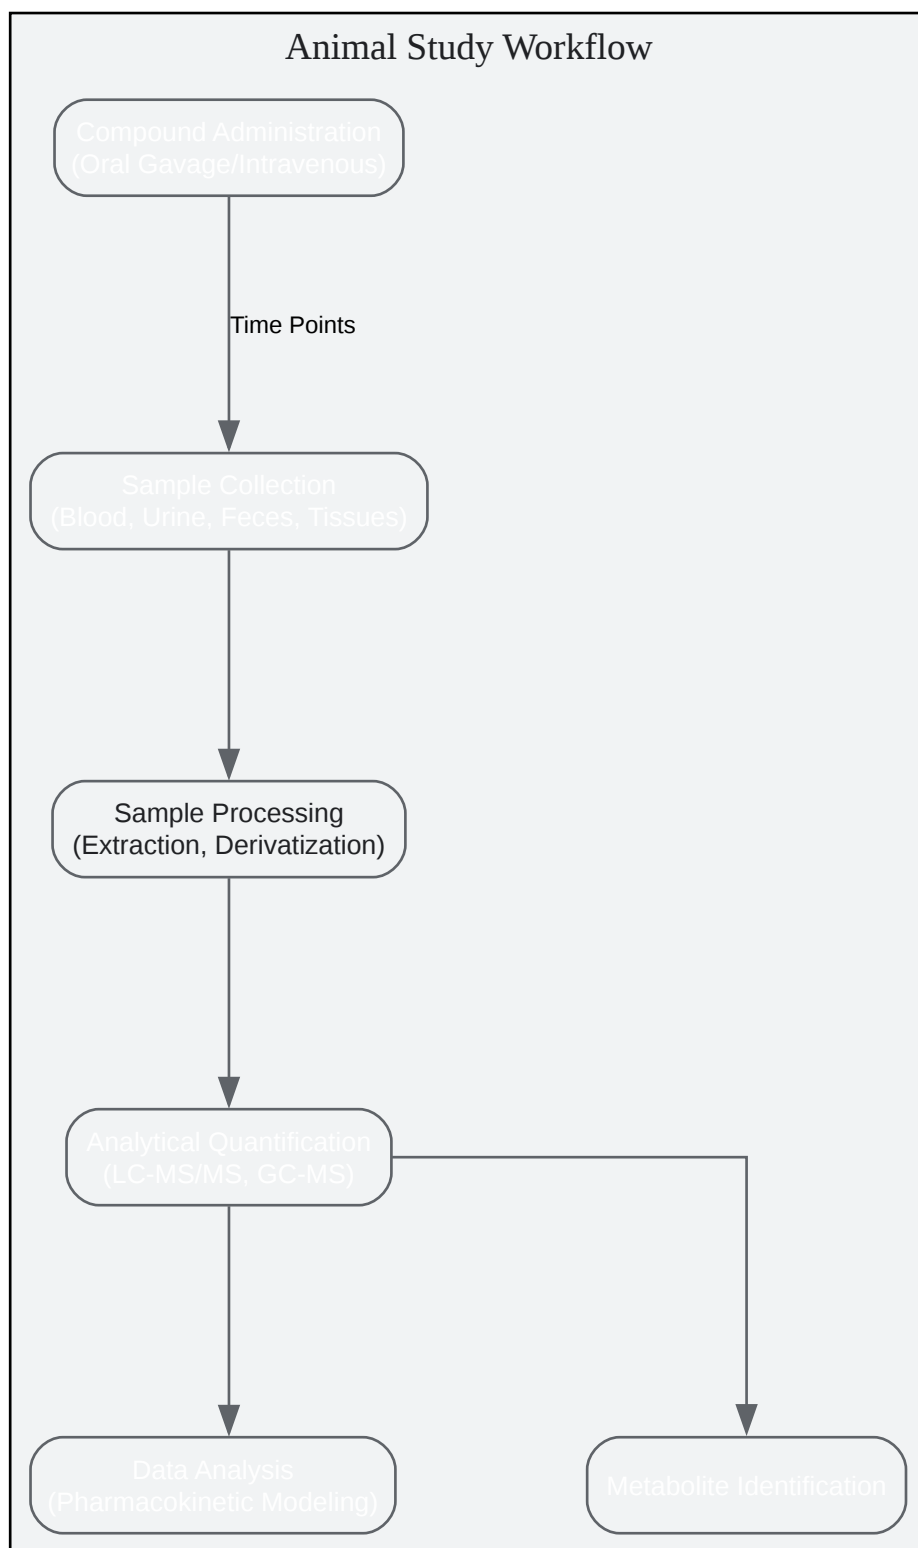 Animal Study Workflow
Compound Administration
(Oral Gavage/Intravenous)
Time Points
Sample Collection
(Blood, Urine, Feces, Tissues)
Sample Processing
(Extraction, Derivatization)
Analytical Quantification
(LC-MS/MS, GC-MS)
Data Analysis
(Pharmacokinetic Modeling)
Metabolite Identification